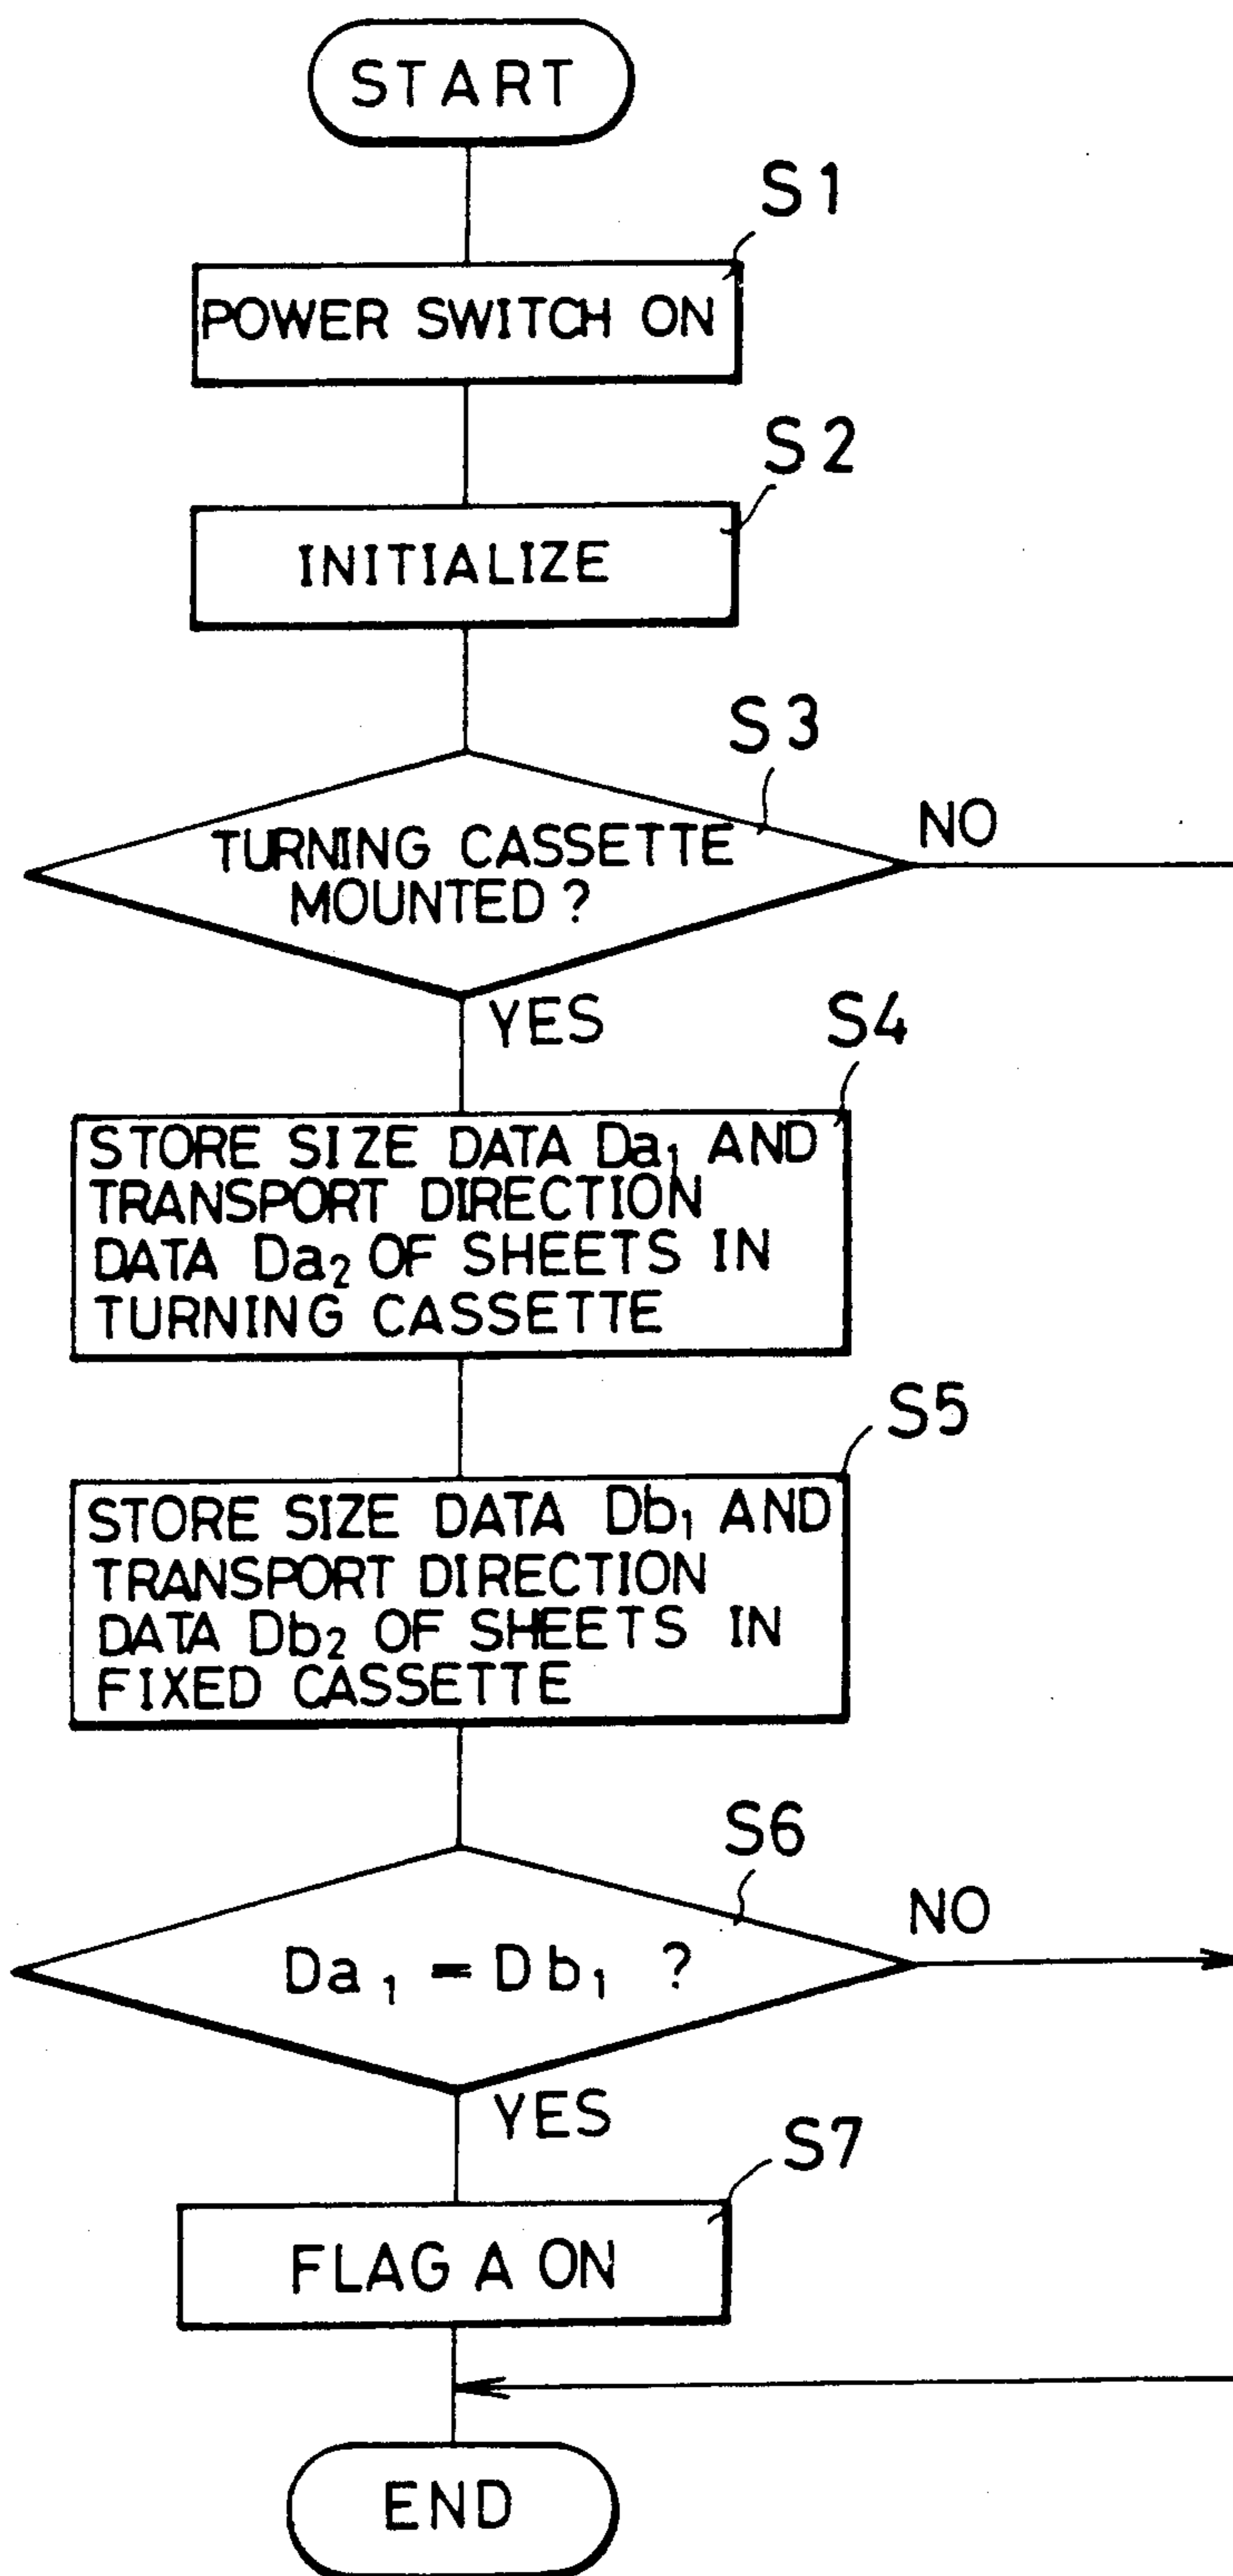 START
S1
POWER SWITCH ON
S2
INITIALIZE
S3
TURNING CASSETTE
MOUNTED ?
NO
YES
S4
STORE SIZE DATA Da₁ AND
TRANSPORT DIRECTION
DATA Da₂ OF SHEETS IN
TURNING CASSETTE
S5
STORE SIZE DATA Db₁ AND
TRANSPORT DIRECTION
DATA Db₂ OF SHEETS IN
FIXED CASSETTE
S6
Da₁ = Db₁ ?
NO
YES
S7
FLAG A ON
END